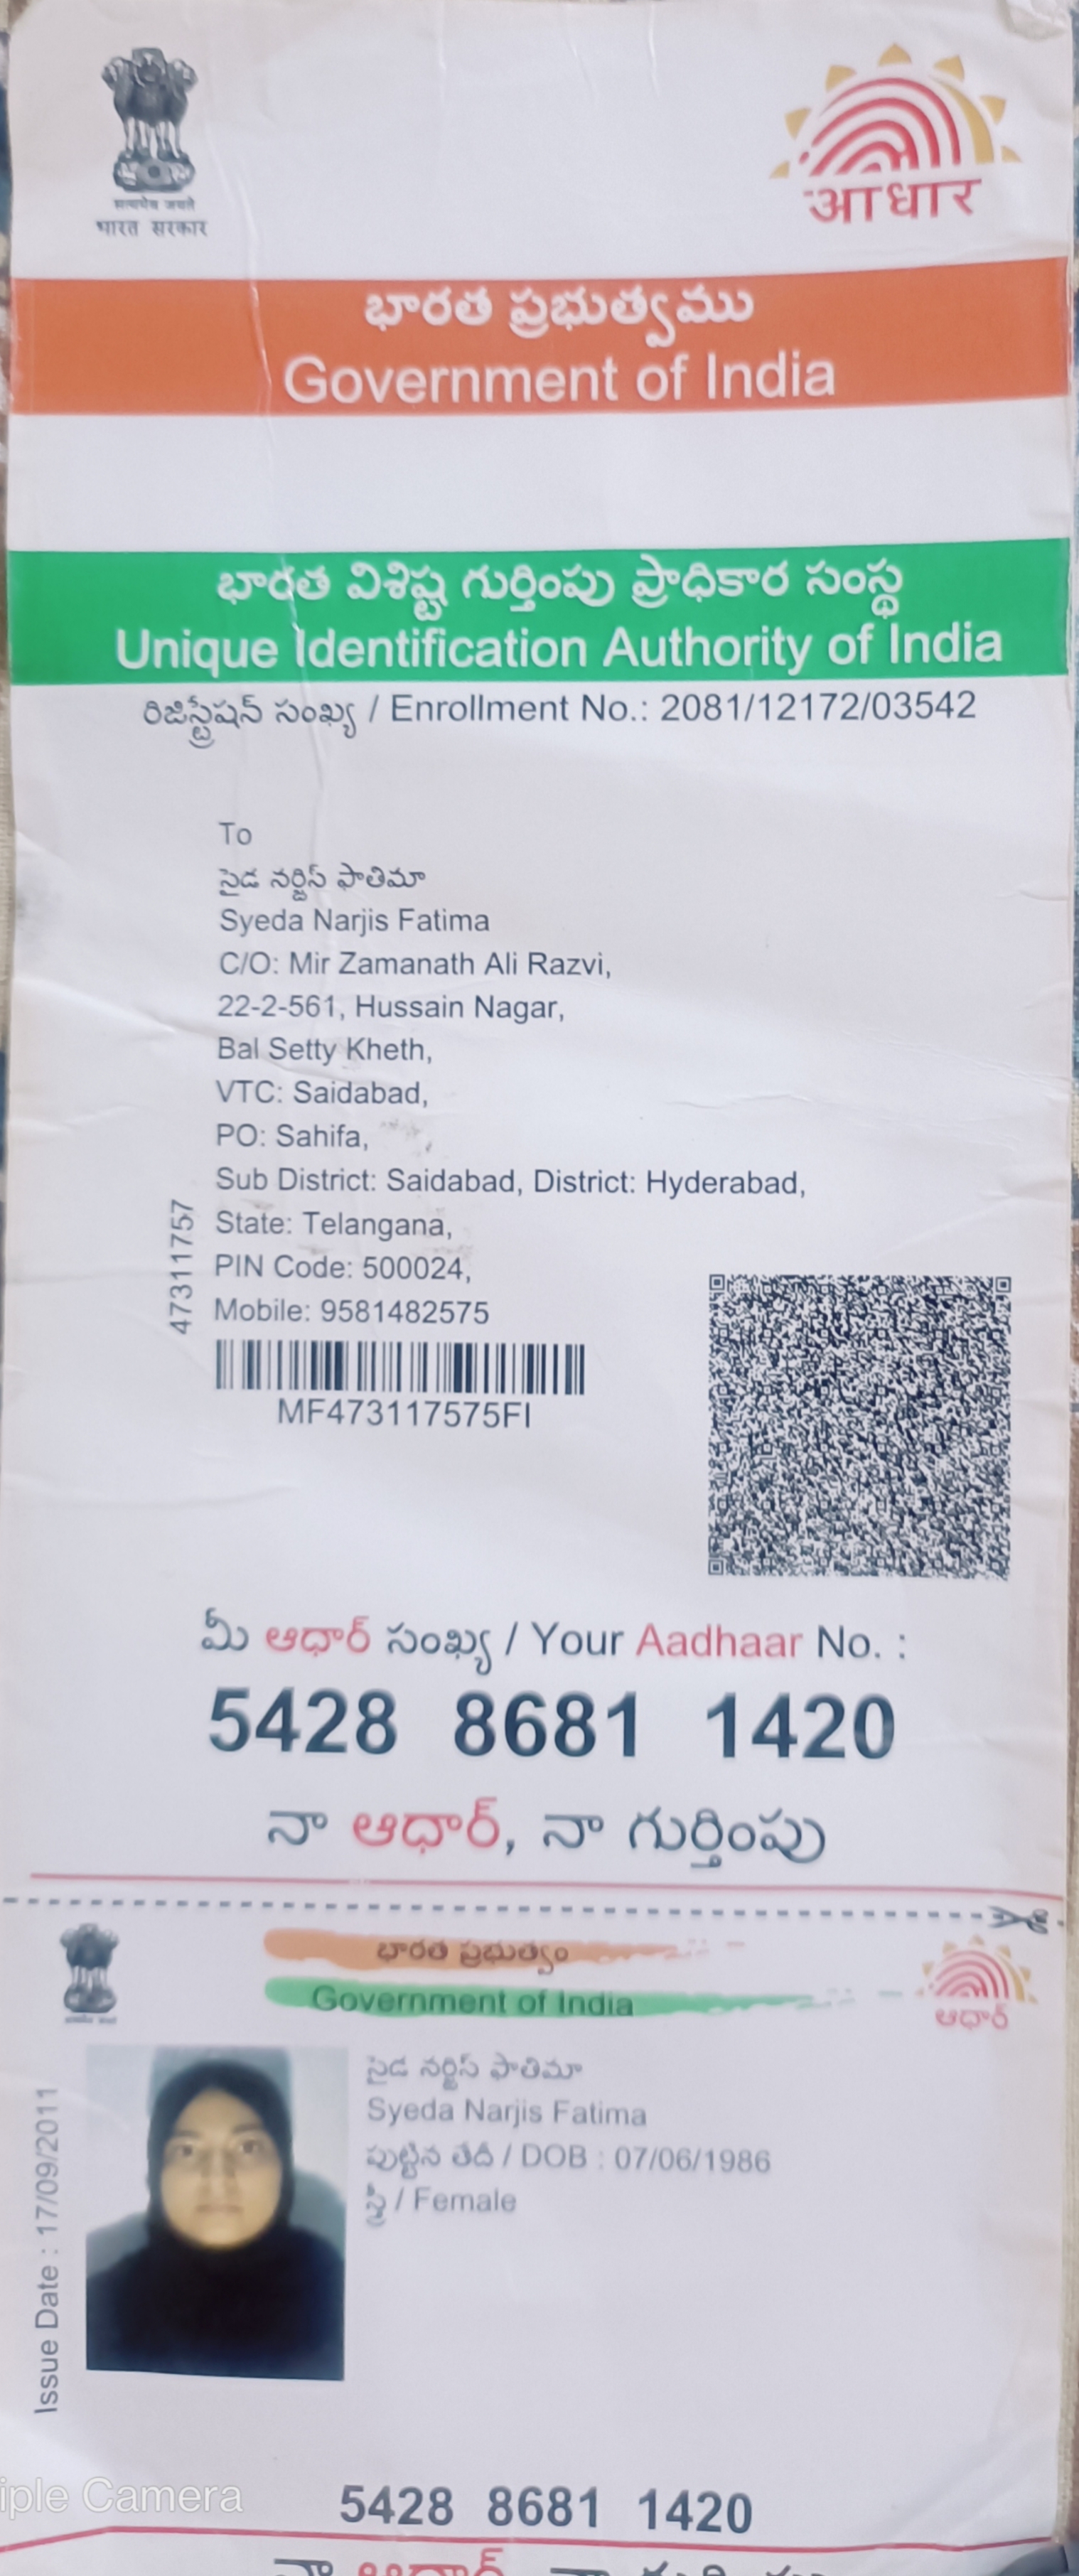 सत्यमेव जयते
भारत सरकार
आधार
భారత ప్రభుత్వము
Government of India
భారత విశిష్ట గుర్తింపు ప్రాధికార సంస్థ
Unique Identification Authority of India
రిజిస్ట్రేషన్ సంఖ్య / Enrollment No.: 2081/12172/03542
To
సైడ నర్జిస్ ఫాతిమా
Syeda Narjis Fatima
C/O: Mir Zamanath Ali Razvi,
22-2-561, Hussain Nagar,
Bal Setty Kheth,
VTC: Saidabad,
PO: Sahifa,
Sub District: Saidabad, District: Hyderabad,
State: Telangana,
PIN Code: 500024,
Mobile: 9581482575
47311757
MF473117575FI
మీ ఆధార్ సంఖ్య / Your Aadhaar No. :
5428 8681 1420
నా ఆధార్, నా గుర్తింపు
భారత ప్రభుత్వం
Government of India
ఆధార్
సైడ నర్జిస్ ఫాతిమా
Syeda Narjis Fatima
పుట్టిన తేదీ / DOB : 07/06/1986
స్త్రీ / Female
Issue Date : 17/09/2011
5428 8681 1420
Camera